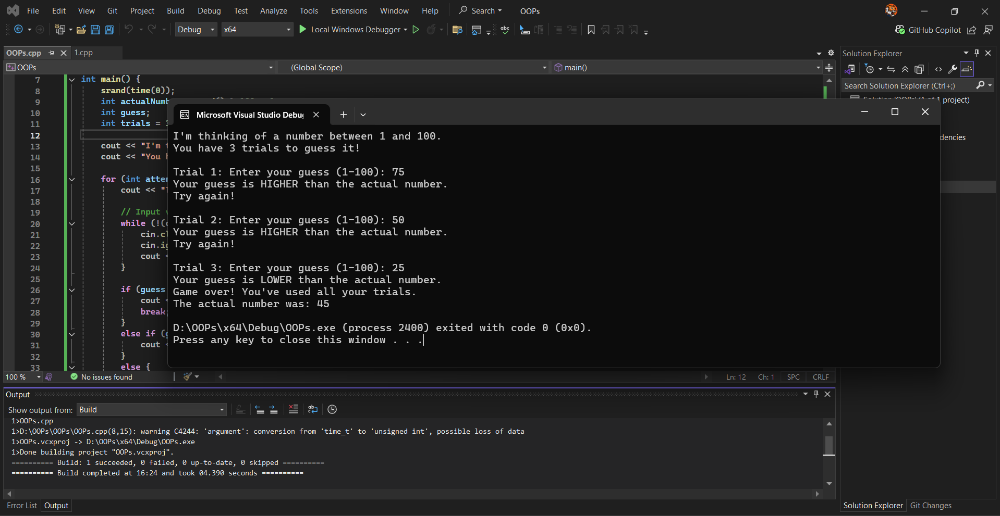 File Edit View Git Project Build Debug Test Analyze Tools Extensions Window Help Search OOPs
Debug x64 Local Windows Debugger abc GitHub Copilot
OOPs.cpp 1.cpp
OOPs (Global Scope) main()
7 int main() {
8 srand(time(0));
9 int actualNumb
10 int guess;
11 int trials =
12
13 cout << "I'm
14 cout << "You
15
16 for (int attem
17 cout <<
18
19 // Input
20 while (!(
21 cin.cl
22 cin.ig
23 cout
24 }
25
26 if (guess
27 cout
28 break;
29 }
30 else if (
31 cout
32 }
33 else {
Microsoft Visual Studio Debug
I'm thinking of a number between 1 and 100.
You have 3 trials to guess it!
Trial 1: Enter your guess (1-100): 75
Your guess is HIGHER than the actual number.
Try again!
Trial 2: Enter your guess (1-100): 50
Your guess is HIGHER than the actual number.
Try again!
Trial 3: Enter your guess (1-100): 25
Your guess is LOWER than the actual number.
Game over! You've used all your trials.
The actual number was: 45
D:\OOPs\x64\Debug\OOPs.exe (process 2400) exited with code 0 (0x0).
Press any key to close this window . . .
100 % No issues found Ln: 12 Ch: 1 SPC CRLF
Output
Show output from: Build
1>OOPs.cpp
1>D:\OOPs\OOPs\OOPs.cpp(8,15): warning C4244: 'argument': conversion from 'time_t' to 'unsigned int', possible loss of data
1>OOPs.vcxproj -> D:\OOPs\x64\Debug\OOPs.exe
1>Done building project "OOPs.vcxproj".
========== Build: 1 succeeded, 0 failed, 0 up-to-date, 0 skipped ==========
========== Build completed at 16:24 and took 04.390 seconds ==========
Error List Output
Solution Explorer
Search Solution Explorer (Ctrl+;)
Solution 'OOPs' (1 of 1 project)
dencies
Solution Explorer Git Changes